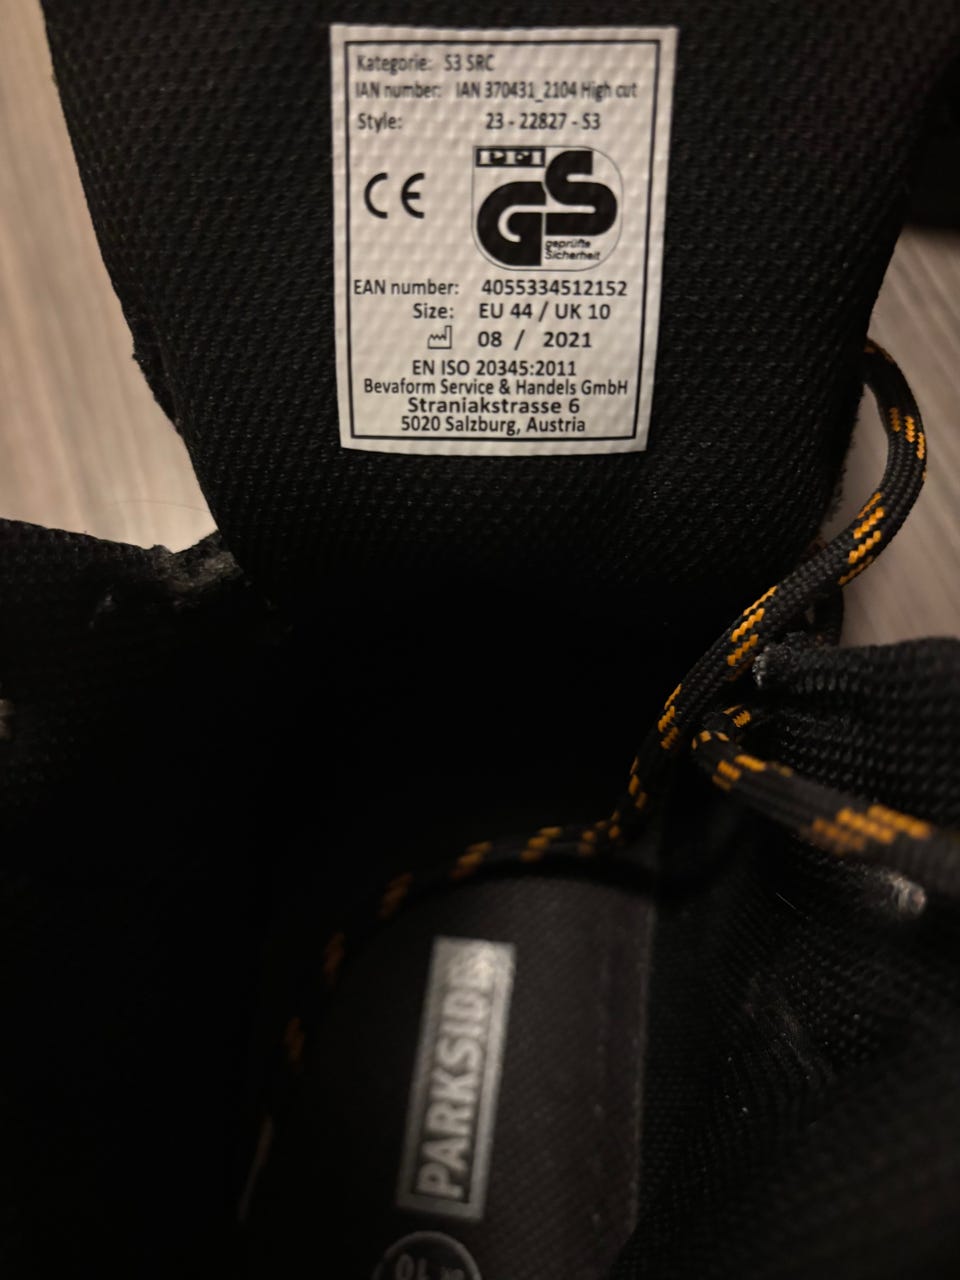 Kategorie: S3 SRC
IAN number: IAN 370431_2104 High cut
Style: 23 - 22827 - S3
CE
GS
geprüfte
Sicherheit
EAN number: 4055334512152
Size: EU 44 / UK 10
08 / 2021
EN ISO 20345:2011
Bevaform Service & Handels GmbH
Straniakstrasse 6
5020 Salzburg, Austria
PARKSIDE